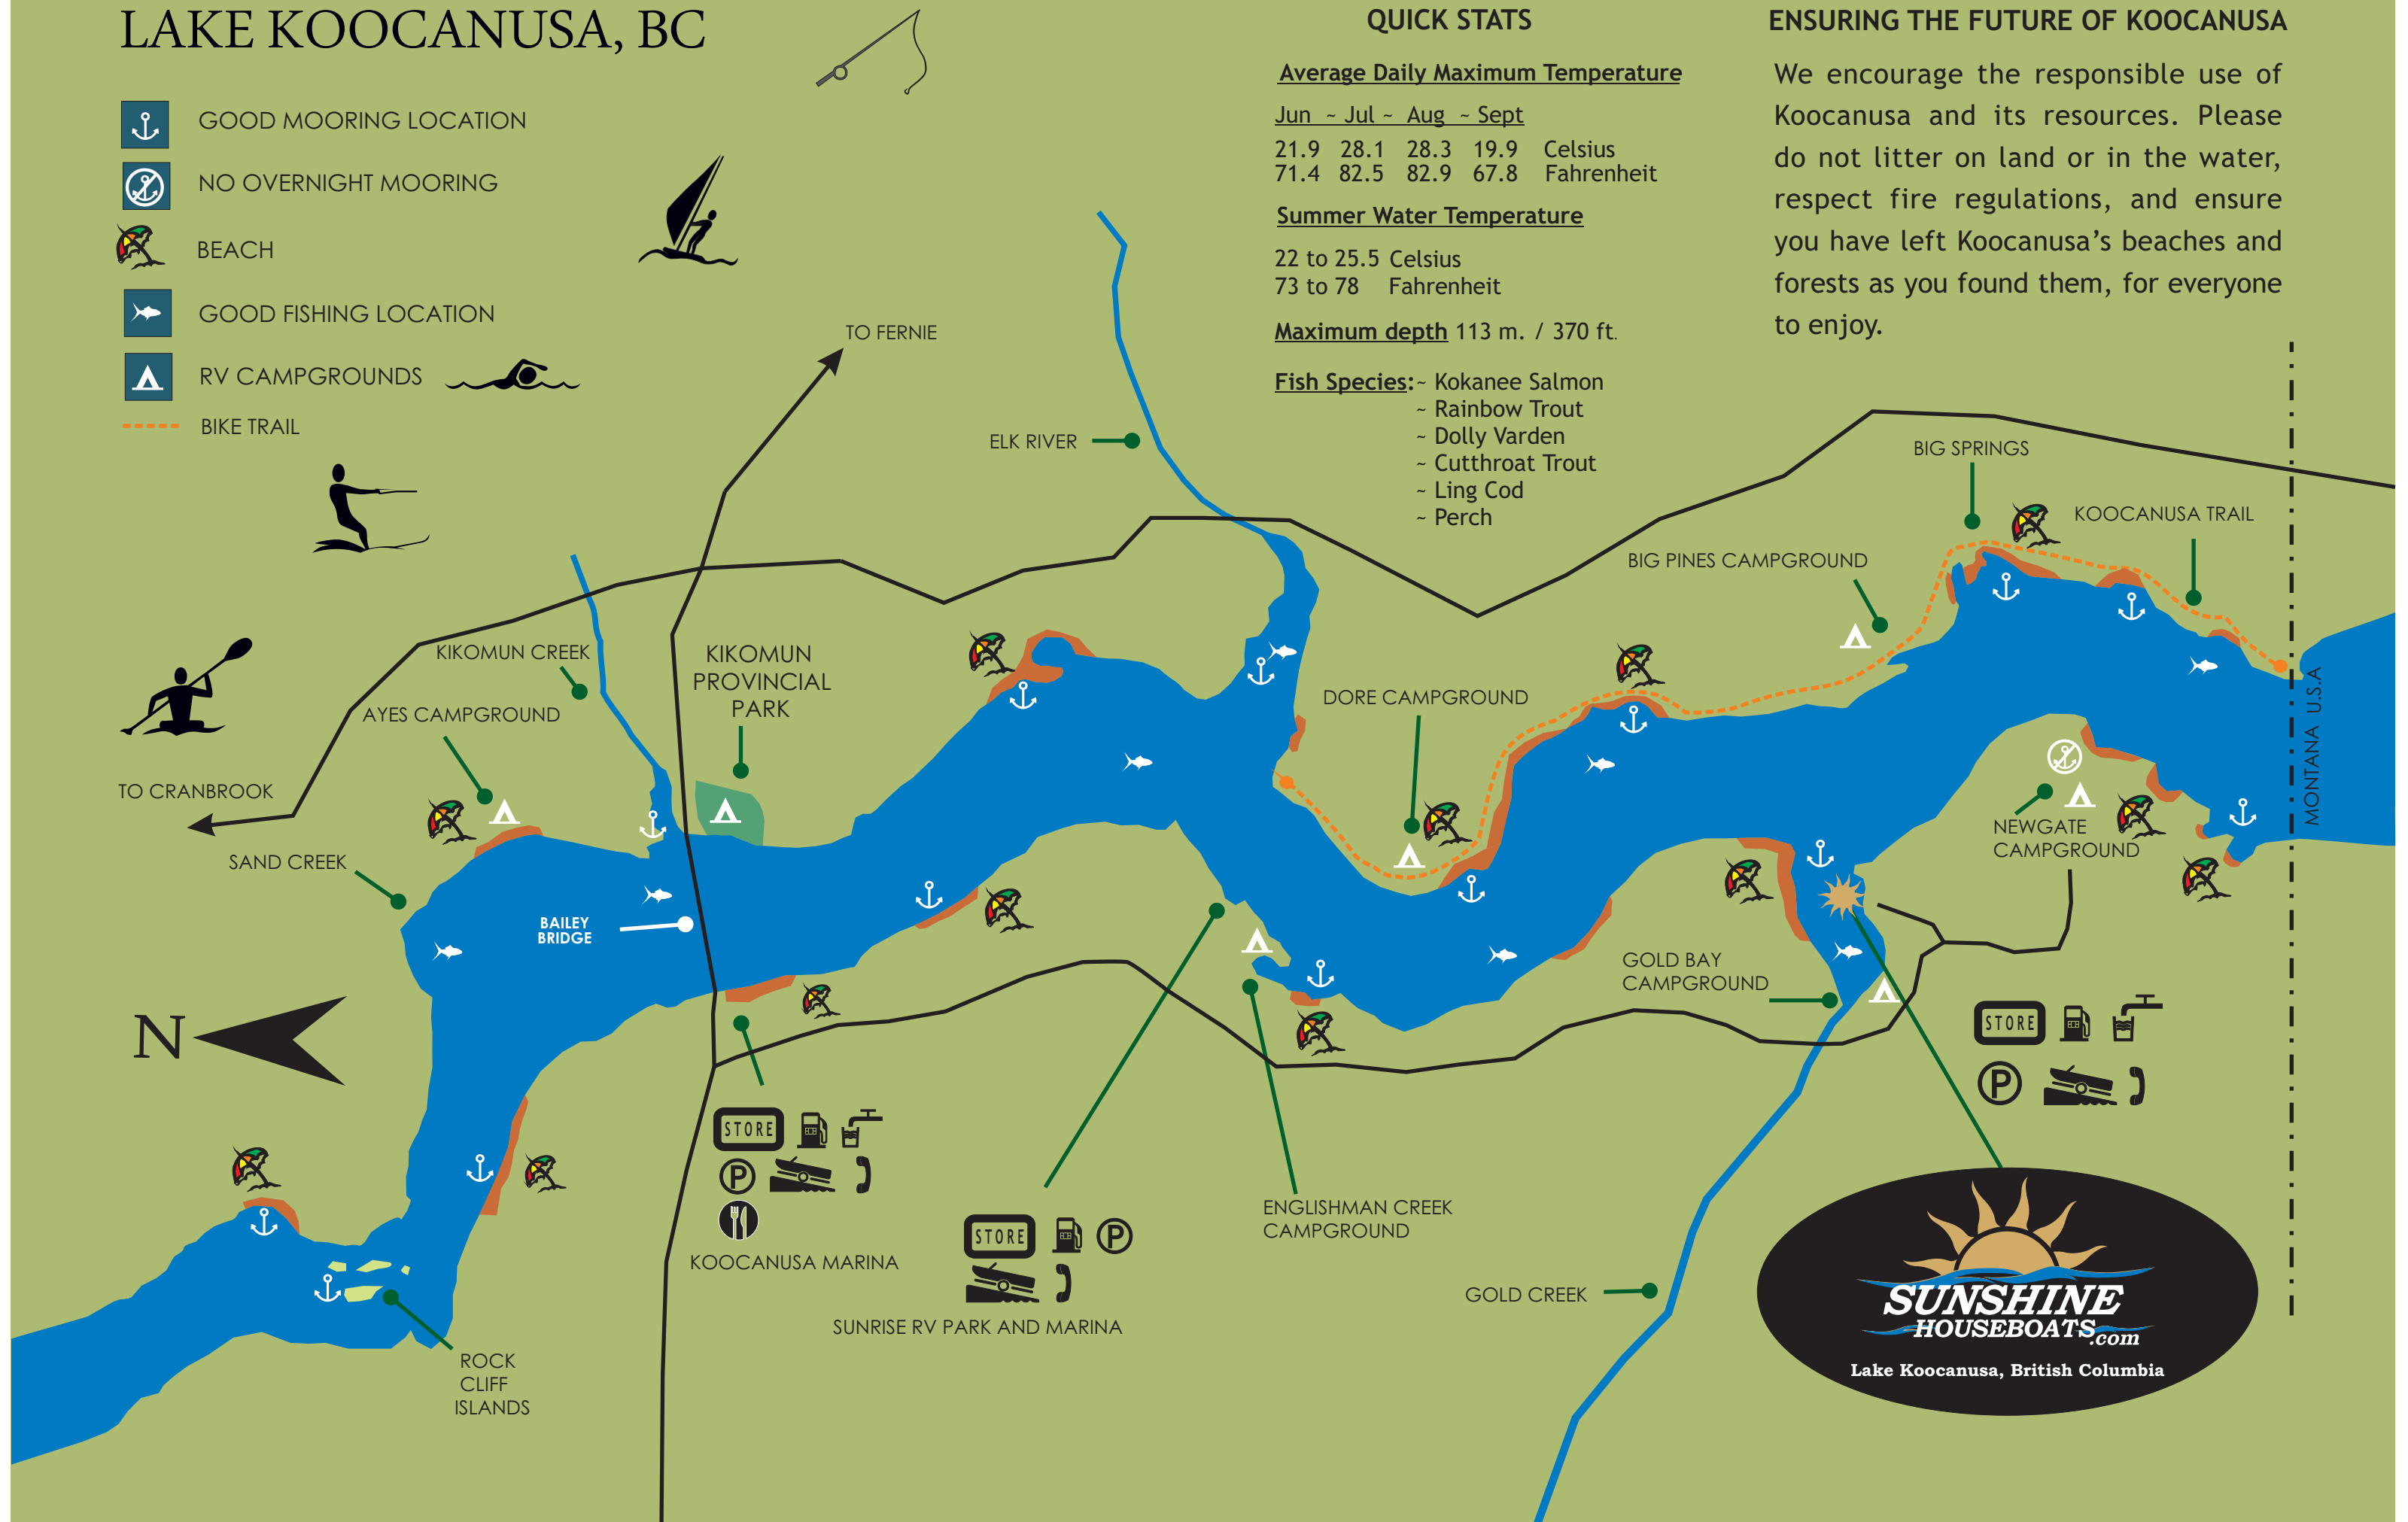 LAKE KOOCANUSA, BC
GOOD MOORING LOCATION
NO OVERNIGHT MOORING
BEACH
GOOD FISHING LOCATION
RV CAMPGROUNDS
BIKE TRAIL
QUICK STATS
Average Daily Maximum Temperature
Jun ~ Jul ~ Aug ~ Sept
21.9 28.1 28.3 19.9 Celsius
71.4 82.5 82.9 67.8 Fahrenheit
Summer Water Temperature
22 to 25.5 Celsius
73 to 78 Fahrenheit
Maximum depth 113 m. / 370 ft.
Fish Species:~ Kokanee Salmon
~ Rainbow Trout
~ Dolly Varden
~ Cutthroat Trout
~ Ling Cod
~ Perch
ENSURING THE FUTURE OF KOOCANUSA
We encourage the responsible use of
Koocanusa and its resources. Please
do not litter on land or in the water,
respect fire regulations, and ensure
you have left Koocanusa's beaches and
forests as you found them, for everyone
to enjoy.
TO FERNIE
ELK RIVER
BIG SPRINGS
KOOCANUSA TRAIL
BIG PINES CAMPGROUND
KIKOMUN CREEK
KIKOMUN
PROVINCIAL
PARK
DORE CAMPGROUND
AYES CAMPGROUND
TO CRANBROOK
MONTANA U.S.A
NEWGATE
CAMPGROUND
SAND CREEK
BAILEY
BRIDGE
GOLD BAY
CAMPGROUND
N
STORE
P
STORE
P
KOOCANUSA MARINA
STORE
P
SUNRISE RV PARK AND MARINA
ENGLISHMAN CREEK
CAMPGROUND
GOLD CREEK
ROCK
CLIFF
ISLANDS
SUNSHINE
HOUSEBOATS.com
Lake Koocanusa, British Columbia